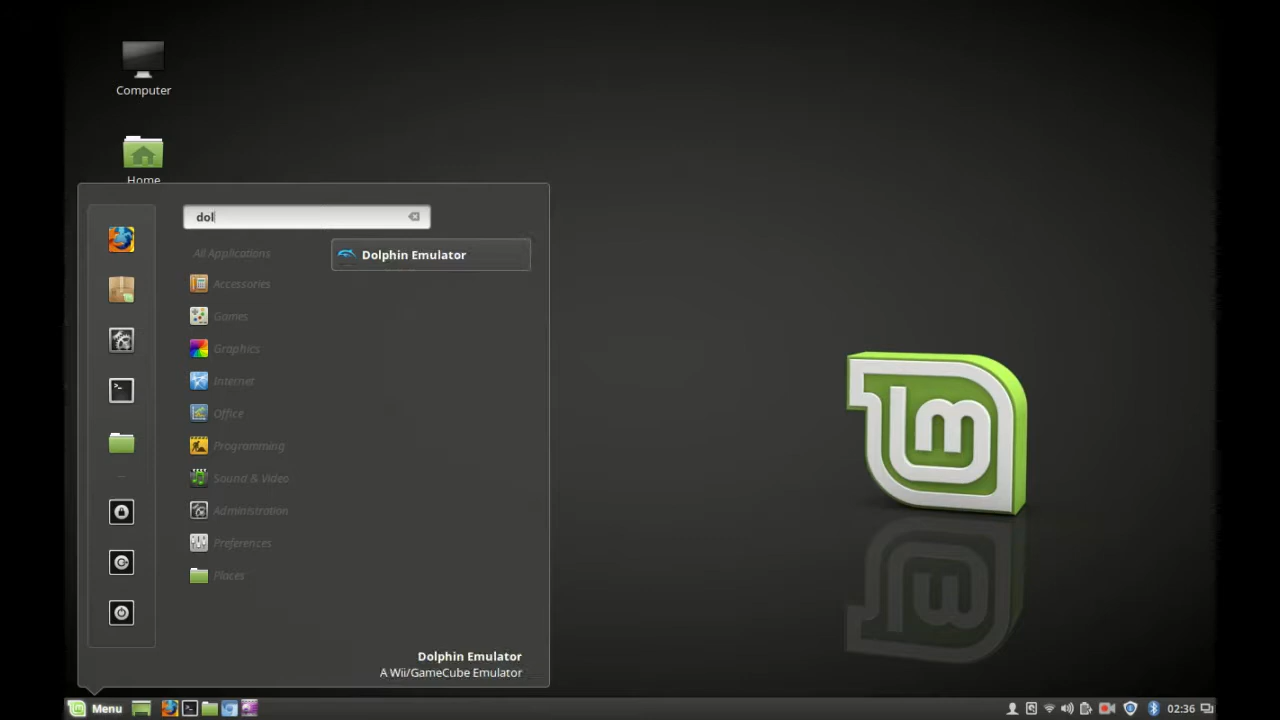 Computer
Home
dol
All Applications
Dolphin Emulator
Accessories
Games
Graphics
Internet
Office
Programming
Sound & Video
Administration
Preferences
Places
Dolphin Emulator
A Wii/GameCube Emulator
Menu
02:36